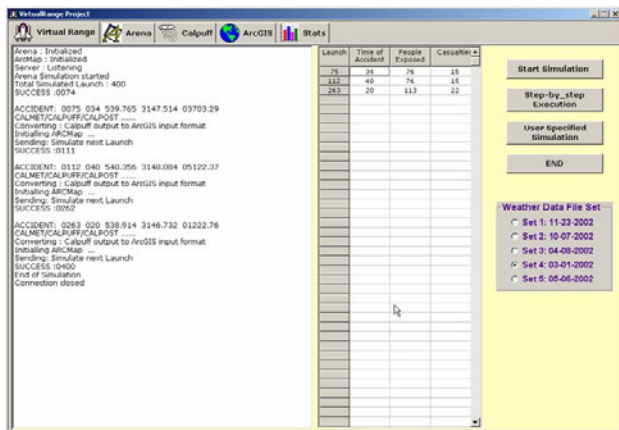 VirtualRange Project
Virtual Range Arena Calpuff ArcGIS Stats
Arena : Initialized
ArcMap : Initialized
Server : Listening
Arena Simulation started
Total Simulated Launch : 400
SUCCESS :0074
ACCIDENT: 0075 034 539.765 3147.514 03703.29
CALMET/CALPUFF/CALPOST ......
Converting : Calpuff output to ArcGIS input format
Initialling ARCMap ...
Sending: Simulate next Launch
SUCCESS :0111
ACCIDENT: 0112 040 540.356 3148.084 05122.37
CALMET/CALPUFF/CALPOST ......
Converting : Calpuff output to ArcGIS input format
Initialling ARCMap ...
Sending: Simulate next Launch
SUCCESS :0262
ACCIDENT: 0263 020 538.914 3146.732 01222.76
CALMET/CALPUFF/CALPOST ......
Converting : Calpuff output to ArcGIS input format
Initialling ARCMap ...
Sending: Simulate next Launch
SUCCESS :0400
End of Simulation
Connection closed
Launch Time of Accident People Exposed Casualties
75 34 76 15
112 40 76 15
263 20 113 22
Start Simulation
Step-by_step
Execution
User Specified
Simulation
END
Weather Data File Set
Set 1: 11-23-2002
Set 2: 10-07-2002
Set 3: 04-08-2002
Set 4: 03-01-2002
Set 5: 05-06-2002